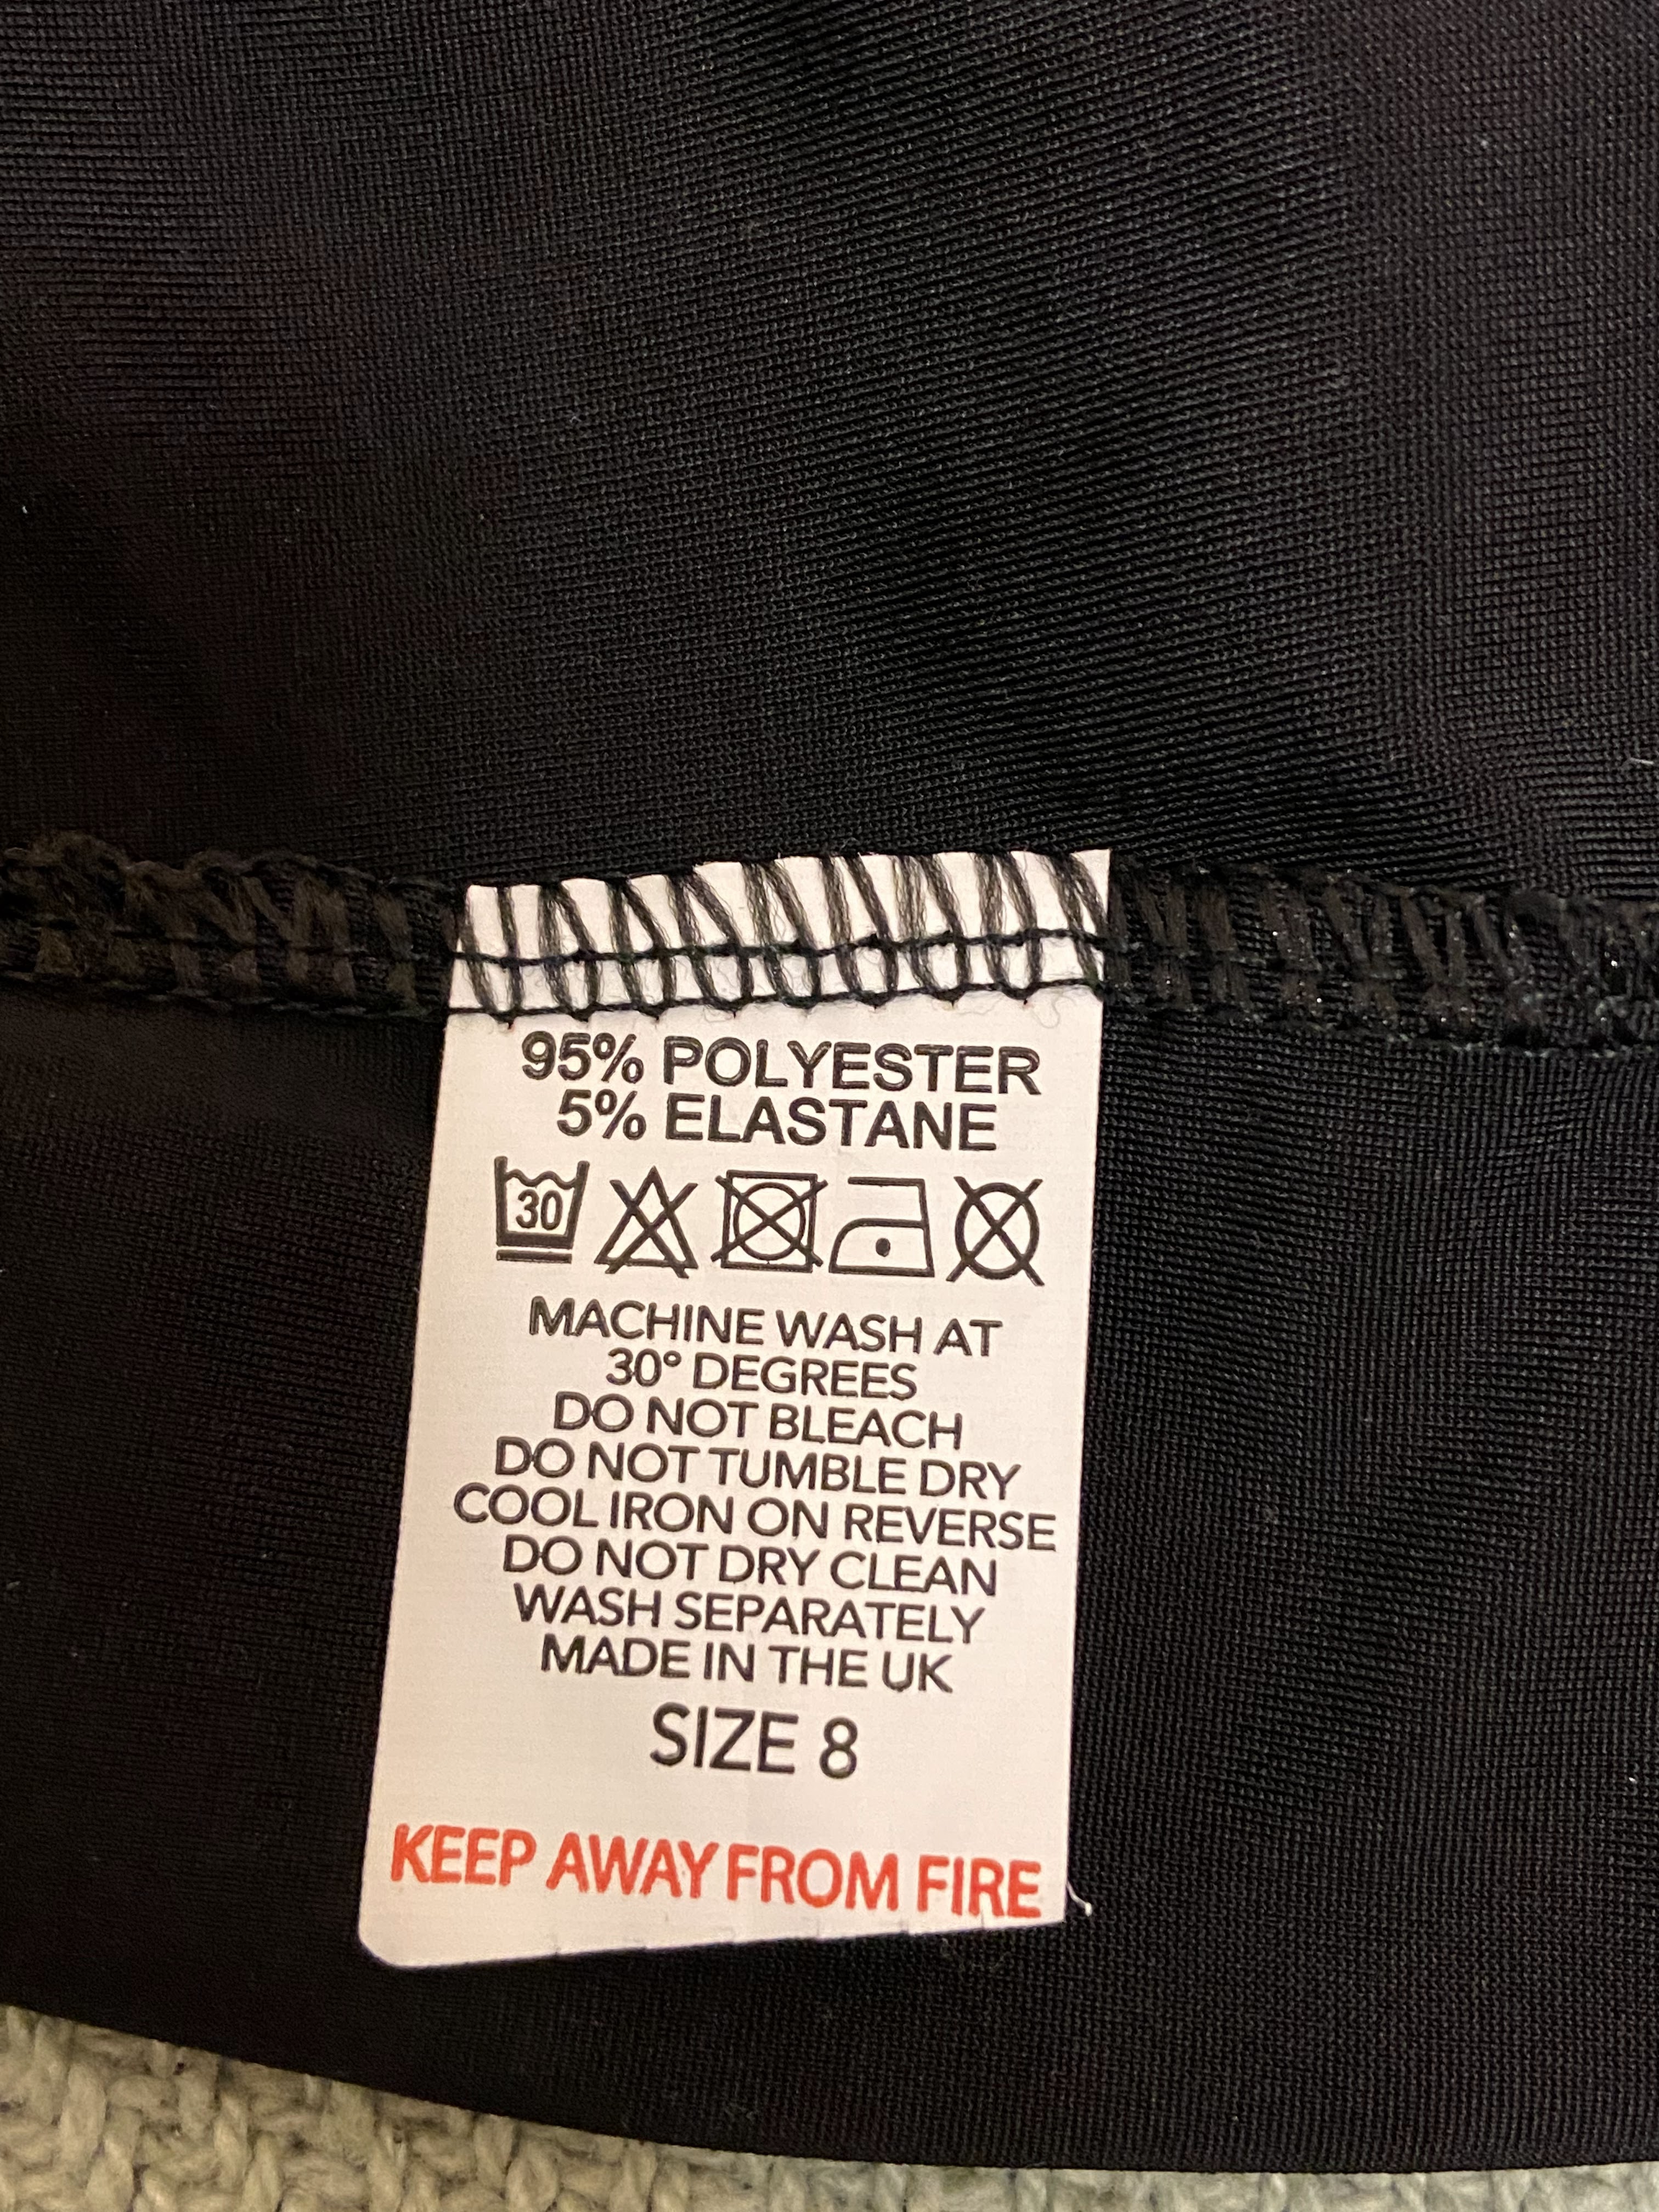 95% POLYESTER
5% ELASTANE
30
MACHINE WASH AT
30° DEGREES
DO NOT BLEACH
DO NOT TUMBLE DRY
COOL IRON ON REVERSE
DO NOT DRY CLEAN
WASH SEPARATELY
MADE IN THE UK
SIZE 8
KEEP AWAY FROM FIRE